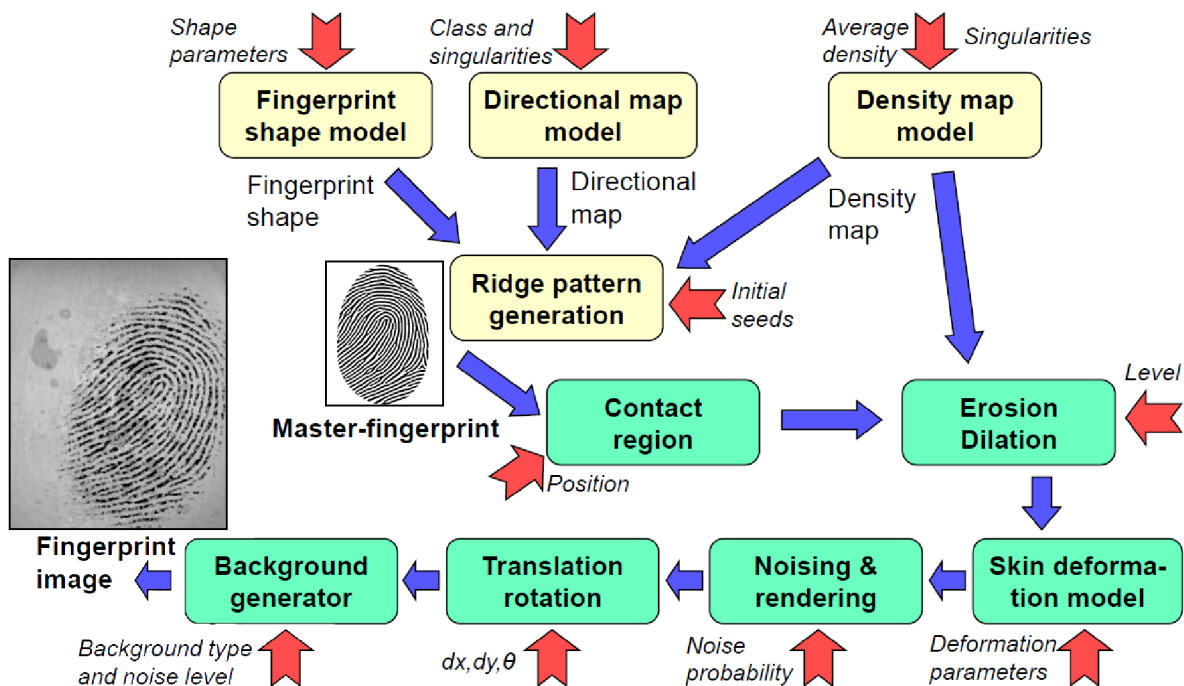 Shape
parameters
Class and
singularities
Average
density
Singularities
Fingerprint
shape model
Directional map
model
Density map
model
Fingerprint
shape
Directional
map
Density
map
Ridge pattern
generation
Initial
seeds
Master-fingerprint
Contact
region
Position
Erosion
Dilation
Level
Fingerprint
image
Background
generator
Translation
rotation
Noising &
rendering
Skin deforma-
tion model
Background type
and noise level
dx,dy,θ
Noise
probability
Deformation
parameters